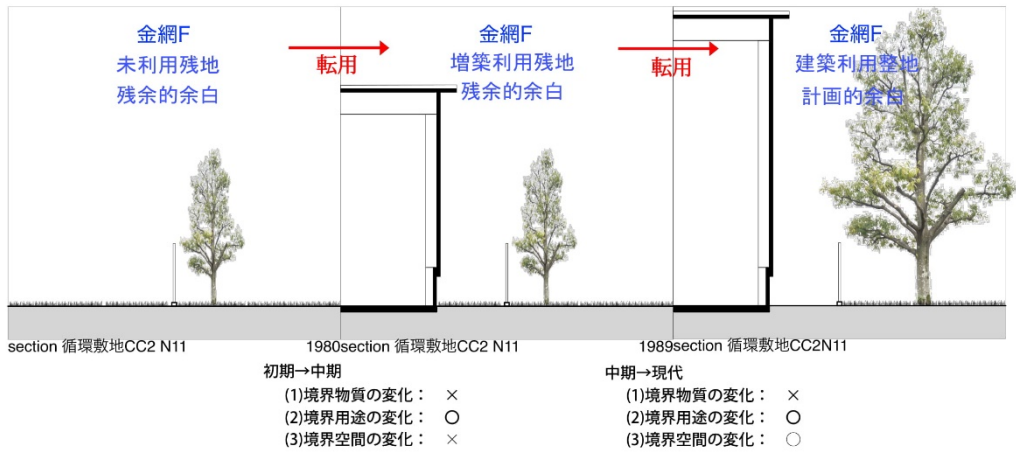 金網F
未利用残地
残余的余白
転用
金網F
増築利用残地
残余的余白
転用
金網F
建築利用整地
計画的余白
section 循環敷地CC2 N11
1980section 循環敷地CC2 N11
1989section 循環敷地CC2N11
初期→中期
(1)境界物質の変化： ×
(2)境界用途の変化： ○
(3)境界空間の変化： ×
中期→現代
(1)境界物質の変化： ×
(2)境界用途の変化： ○
(3)境界空間の変化： ○